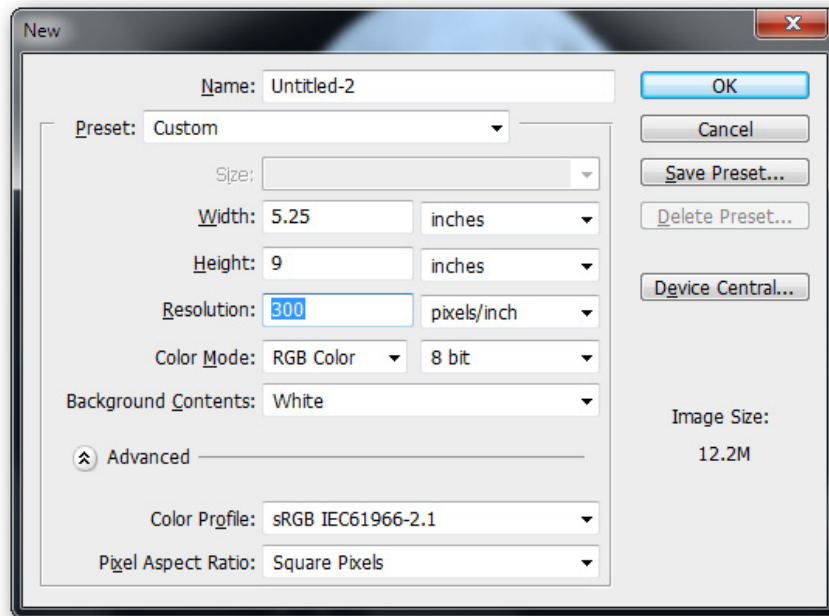 New
Name: Untitled-2
OK
Preset: Custom
Cancel
Size:
Save Preset...
Width: 5.25 inches
Delete Preset...
Height: 9 inches
Device Central...
Resolution: 300 pixels/inch
Color Mode: RGB Color 8 bit
Background Contents: White
Image Size:
12.2M
Advanced
Color Profile: sRGB IEC61966-2.1
Pixel Aspect Ratio: Square Pixels